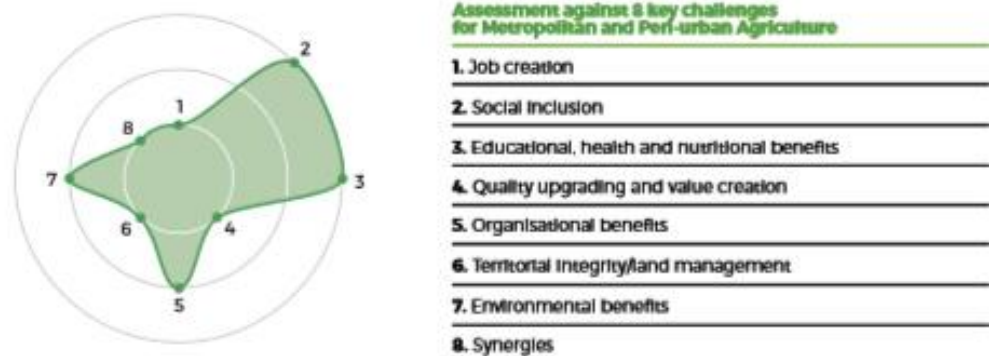 1
2
3
4
5
6
7
8
Assessment against 8 key challenges
for Metropolitan and Peri-urban Agriculture
1. Job creation
2. Social inclusion
3. Educational, health and nutritional benefits
4. Quality upgrading and value creation
5. Organisational benefits
6. Territorial integrity/land management
7. Environmental benefits
8. Synergies